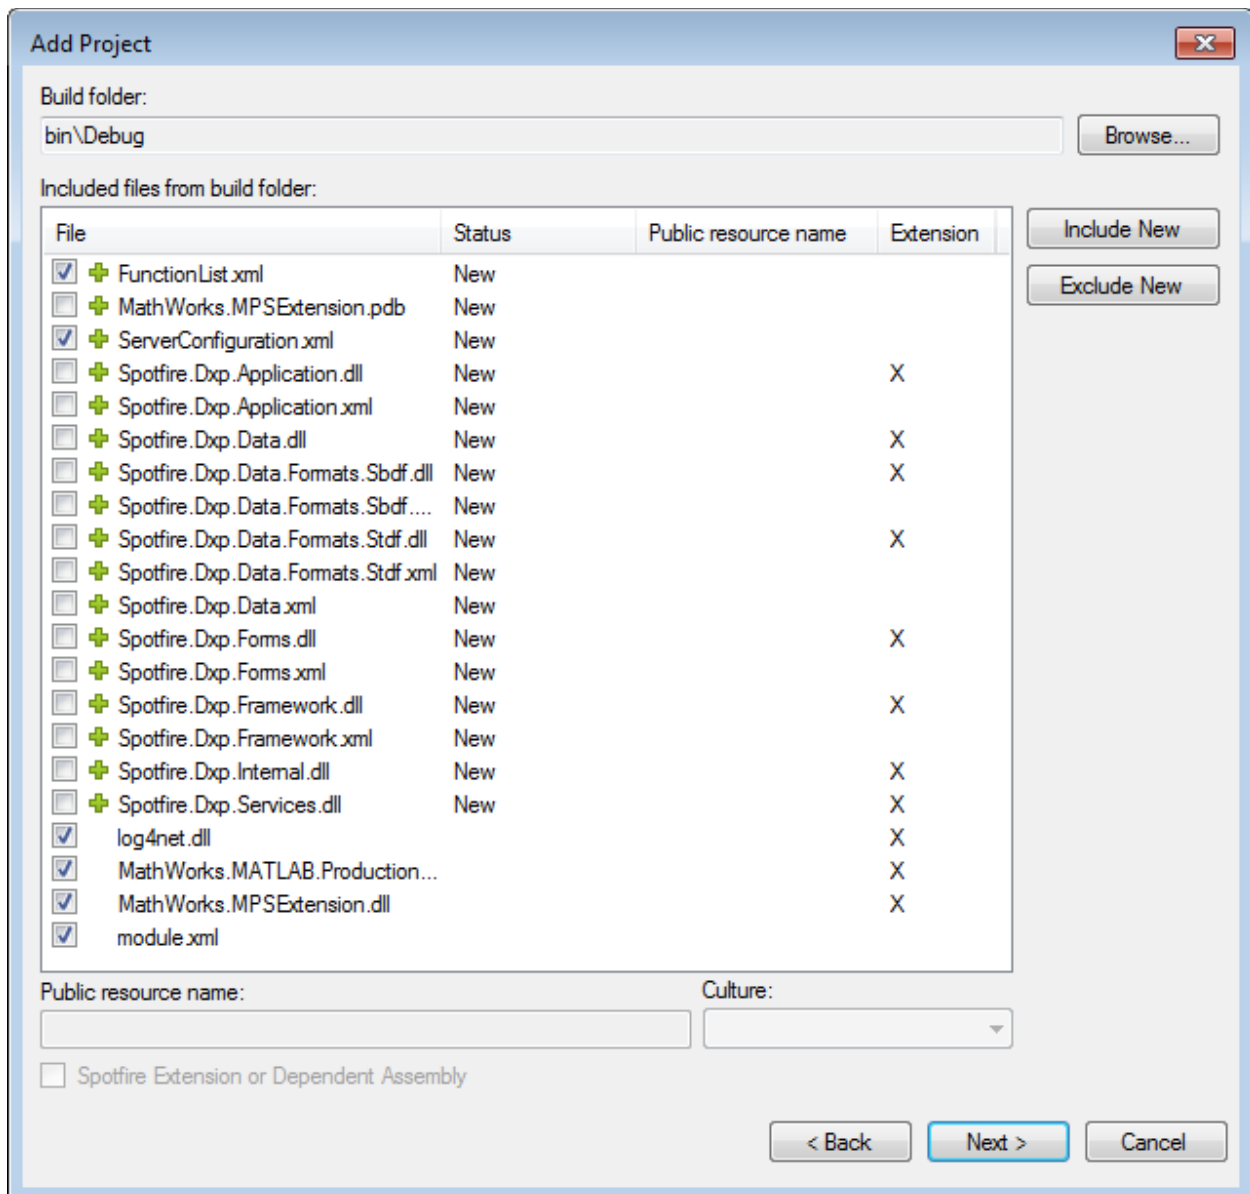 Add Project
Build folder:
bin\Debug
Browse...
Included files from build folder:
File Status Public resource name Extension
Include New
Exclude New
FunctionList.xml New
MathWorks.MPSExtension.pdb New
ServerConfiguration.xml New
Spotfire.Dxp.Application.dll New X
Spotfire.Dxp.Application.xml New
Spotfire.Dxp.Data.dll New X
Spotfire.Dxp.Data.Formats.Sbdf.dll New X
Spotfire.Dxp.Data.Formats.Sbdf.... New
Spotfire.Dxp.Data.Formats.Stdf.dll New X
Spotfire.Dxp.Data.Formats.Stdf.xml New
Spotfire.Dxp.Data.xml New
Spotfire.Dxp.Forms.dll New X
Spotfire.Dxp.Forms.xml New
Spotfire.Dxp.Framework.dll New X
Spotfire.Dxp.Framework.xml New
Spotfire.Dxp.Internal.dll New X
Spotfire.Dxp.Services.dll New X
log4net.dll X
MathWorks.MATLAB.Production... X
MathWorks.MPSExtension.dll X
module.xml
Public resource name: Culture:
Spotfire Extension or Dependent Assembly
< Back Next > Cancel